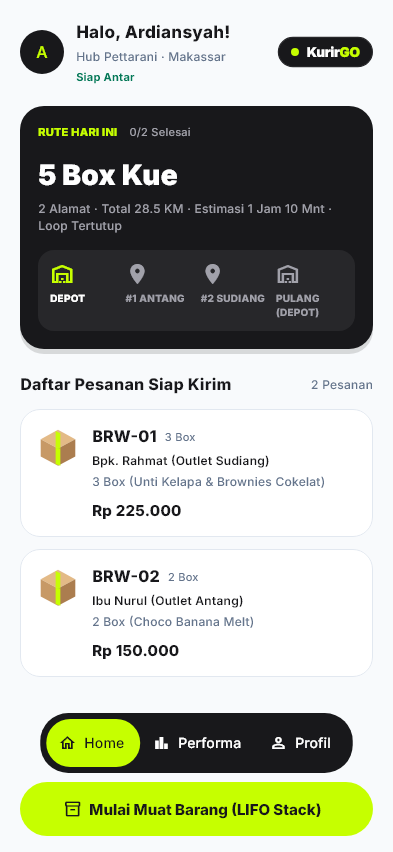 A
Halo, Ardiansyah!
Hub Pettarani · Makassar
Siap Antar
KurirGO
RUTE HARI INI 0/2 Selesai
5 Box Kue
2 Alamat · Total 28.5 KM · Estimasi 1 Jam 10 Mnt ·
Loop Tertutup
DEPOT
#1 ANTANG
#2 SUDIANG
PULANG
(DEPOT)
Daftar Pesanan Siap Kirim
2 Pesanan
BRW-01 3 Box
Bpk. Rahmat (Outlet Sudiang)
3 Box (Unti Kelapa & Brownies Cokelat)
Rp 225.000
BRW-02 2 Box
Ibu Nurul (Outlet Antang)
2 Box (Choco Banana Melt)
Rp 150.000
Home
Performa
Profil
Mulai Muat Barang (LIFO Stack)